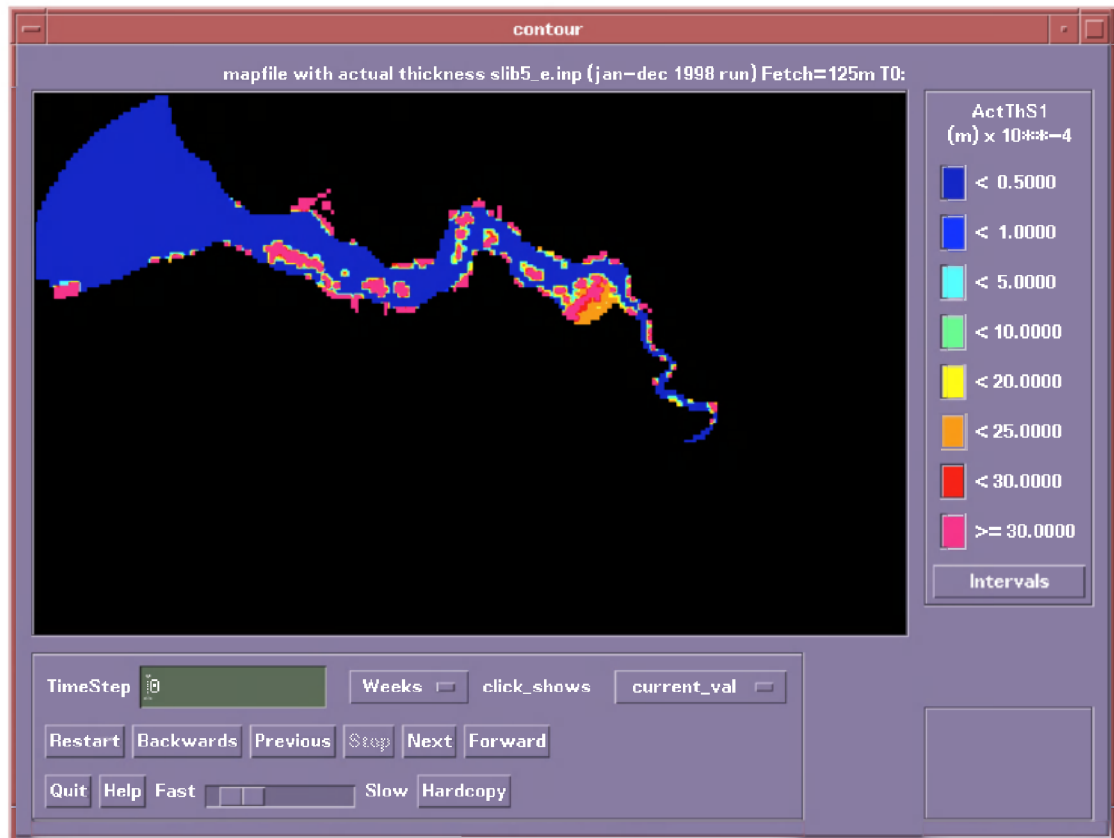 contour
mapfile with actual thickness slib5_e.inp (jan-dec 1998 run) Fetch=125m T0:
ActThS1
(m) x 10**-4
< 0.5000
< 1.0000
< 5.0000
< 10.0000
< 20.0000
< 25.0000
< 30.0000
>= 30.0000
Intervals
TimeStep 0 Weeks click_shows current_val
Restart Backwards Previous Stop Next Forward
Quit Help Fast Slow Hardcopy